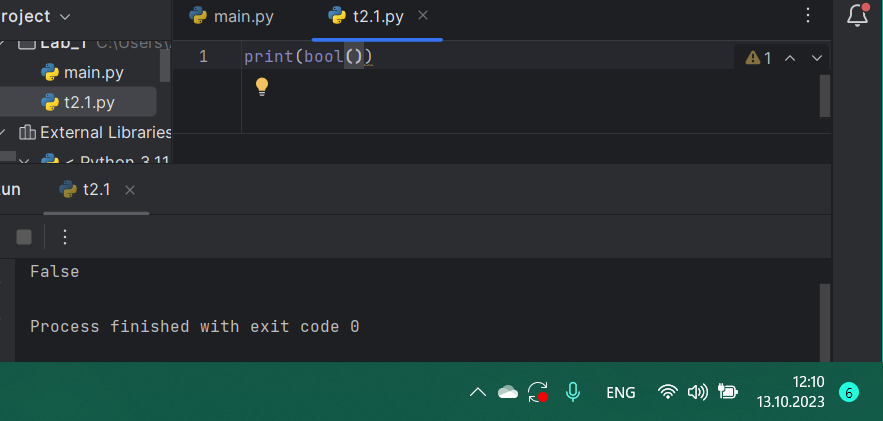 roject
main.py
t2.1.py
Lab_1 C:\Users\
main.py
t2.1.py
External Libraries
< Python 3.11
1 print(bool())
1
un
t2.1
False
Process finished with exit code 0
ENG
12:10
13.10.2023
6